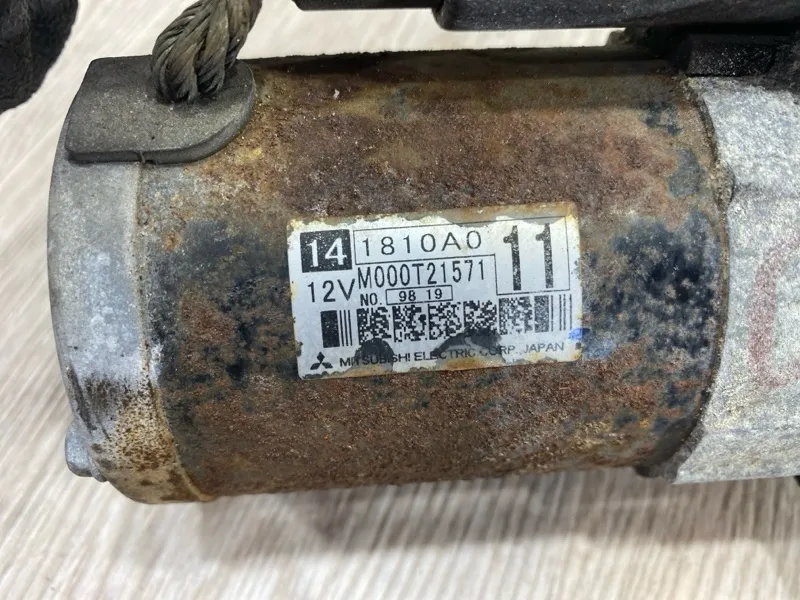 14 1810A0 11
12V M000T21571
NO. 98 19
MITSUBISHI ELECTRIC CORP. JAPAN